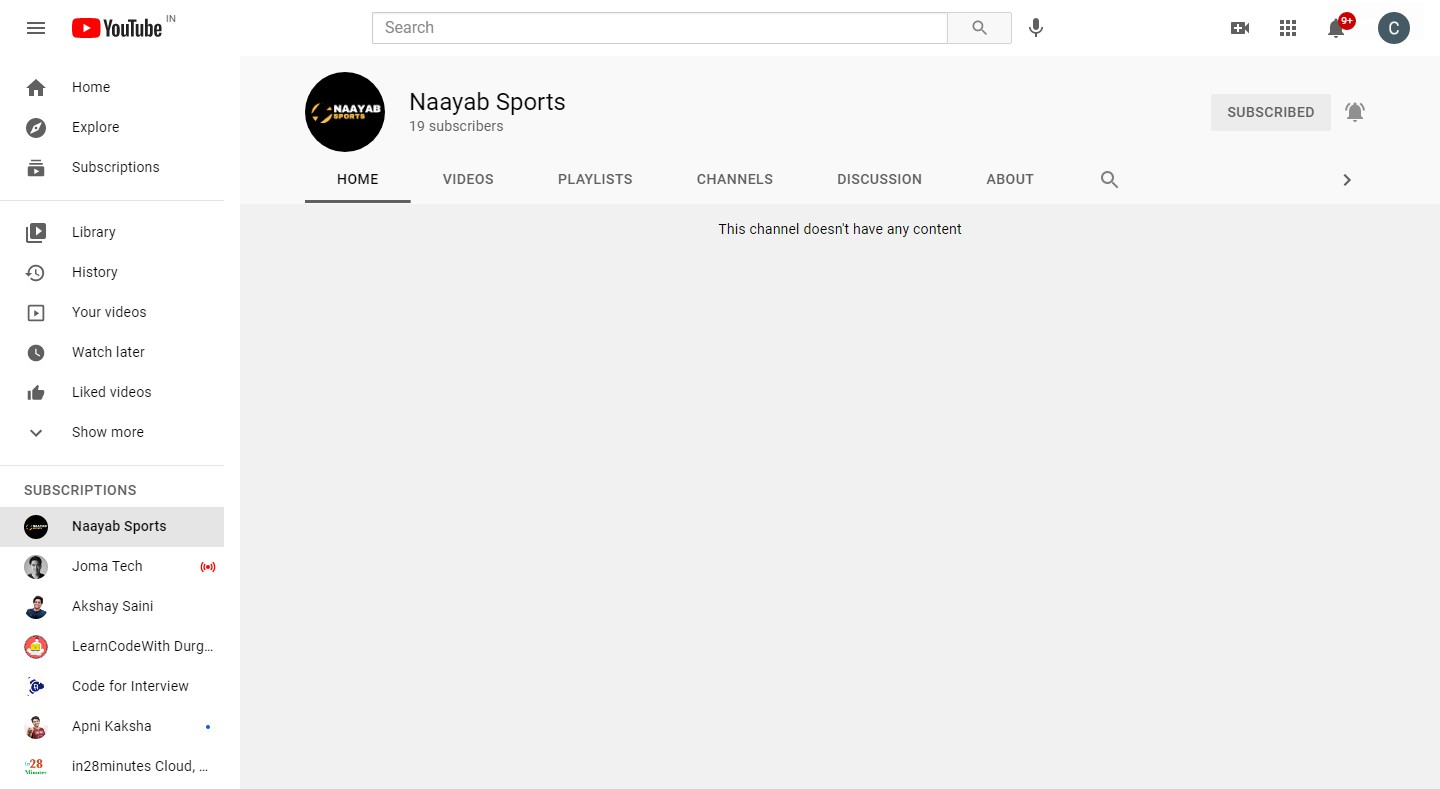 YouTube IN
Search
9+
C
Home
Explore
Subscriptions
Library
History
Your videos
Watch later
Liked videos
Show more
SUBSCRIPTIONS
Naayab Sports
Joma Tech
Akshay Saini
LearnCodeWith Durg...
Code for Interview
Apni Kaksha
in28minutes Cloud, ...
in28
Minutes
NAAYAB
SPORTS
Naayab Sports
19 subscribers
SUBSCRIBED
HOME VIDEOS PLAYLISTS CHANNELS DISCUSSION ABOUT
This channel doesn't have any content